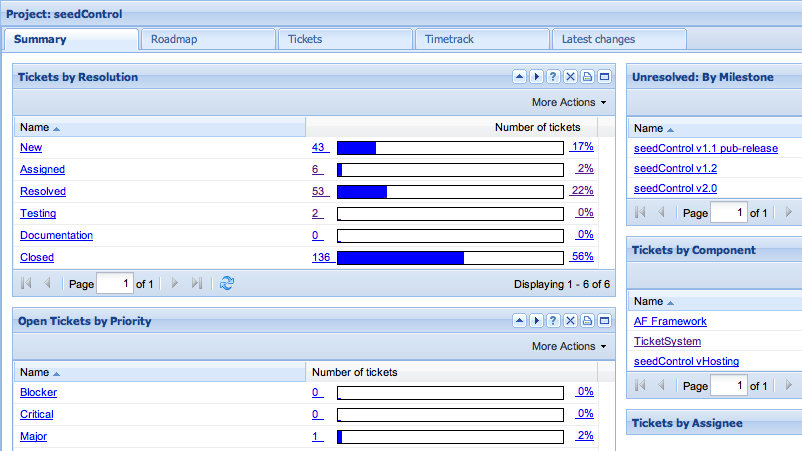 Project: seedControl
Summary Roadmap Tickets Timetrack Latest changes
Tickets by Resolution
More Actions
Name Number of tickets
New 43 17%
Assigned 6 2%
Resolved 53 22%
Testing 2 0%
Documentation 0 0%
Closed 136 56%
Page 1 of 1 Displaying 1 - 6 of 6
Open Tickets by Priority
More Actions
Name Number of tickets
Blocker 0 0%
Critical 0 0%
Major 1 2%
Unresolved: By Milestone
Name
seedControl v1.1 pub-release
seedControl v1.2
seedControl v2.0
Page 1 of 1
Tickets by Component
Name
AF Framework
TicketSystem
seedControl vHosting
Page 1 of 1
Tickets by Assignee